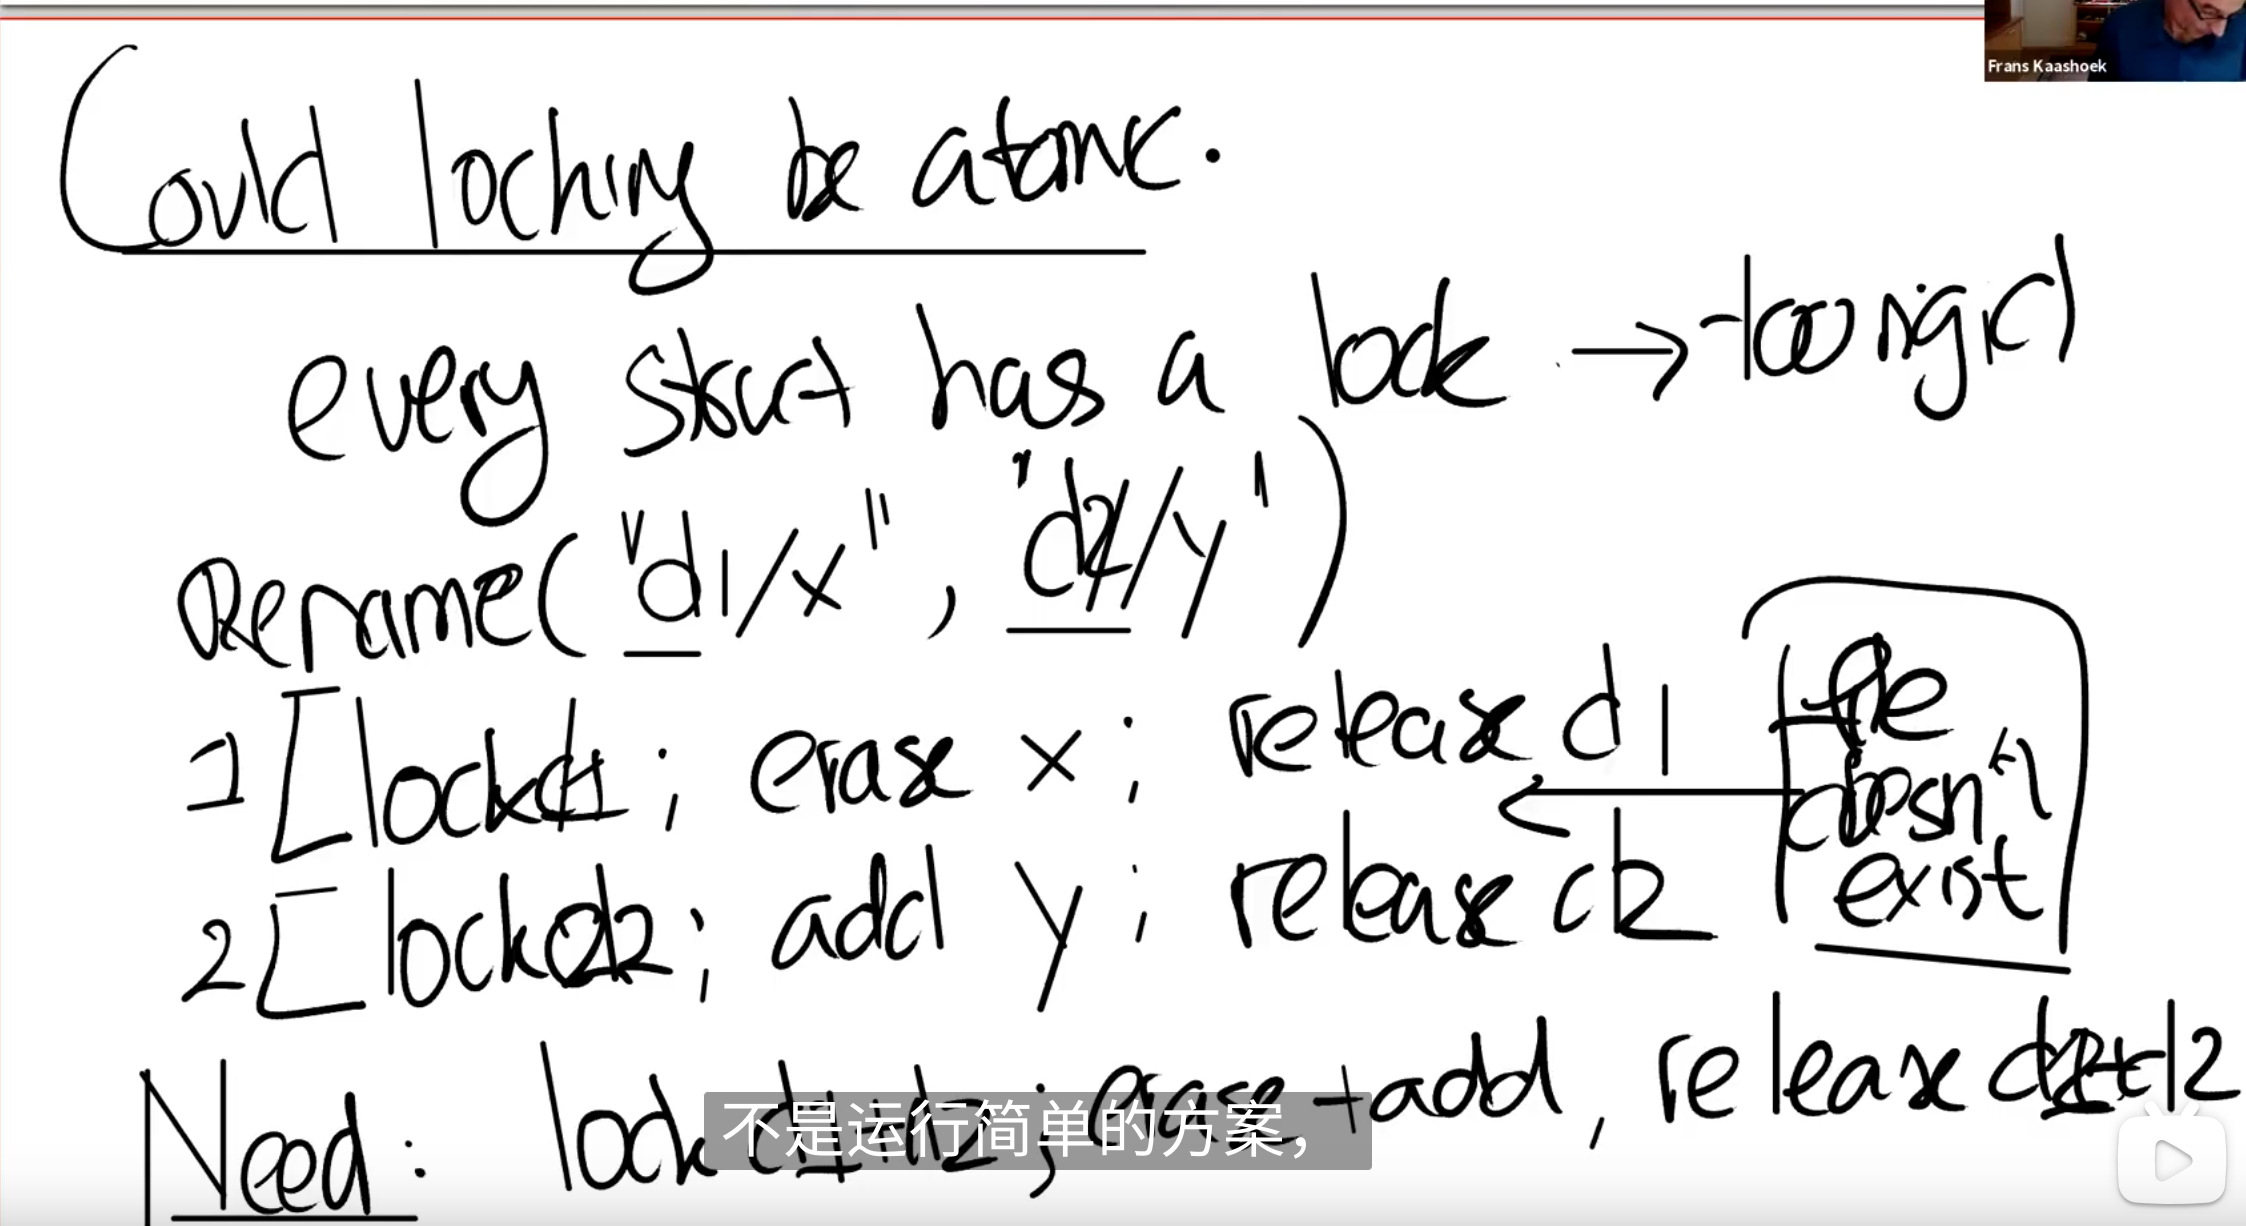 Frans Kaashoek
Could locking be atomic.
every struct has a lock → too rigid
Rename("d1/x", "d2/y")
1 [lock d1; erase x; release d1
file doesn't exist
2 [lock d2; add y; release d2
Need: lock d1+d2; erase + add, release d1+d2
不是运行简单的方案，